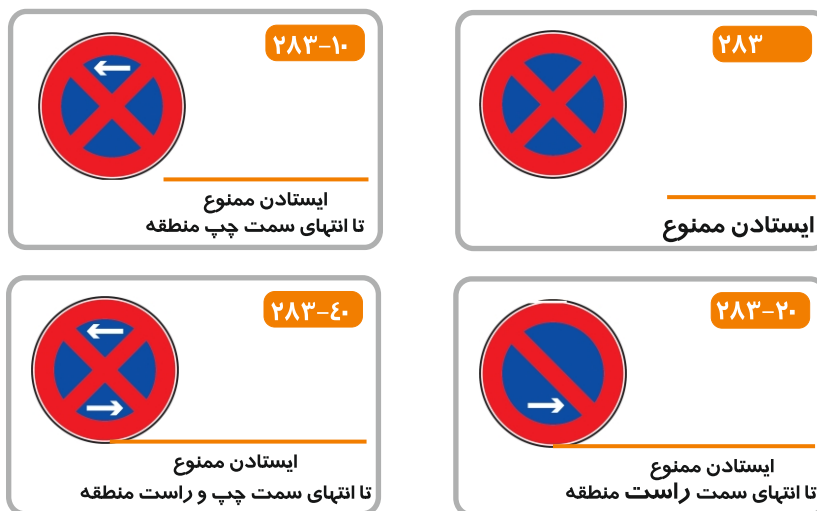 ۲۸۳
ایستادن ممنوع
۲۸۳-۱۰
ایستادن ممنوع
تا انتهای سمت چپ منطقه
۲۸۳-۲۰
ایستادن ممنوع
تا انتهای سمت راست منطقه
۲۸۳-٤۰
ایستادن ممنوع
تا انتهای سمت چپ و راست منطقه